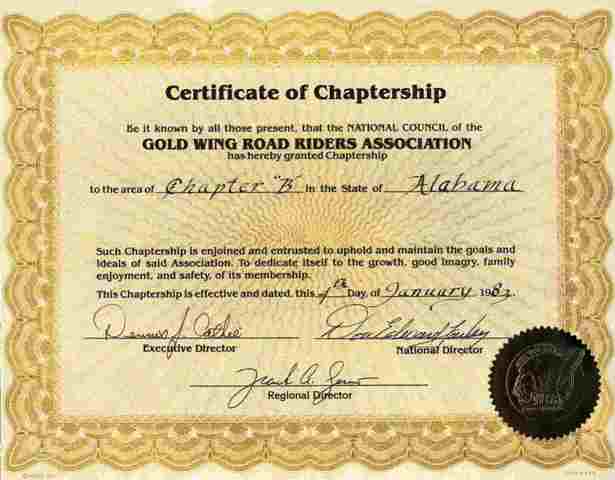 Certificate of Chaptership
Be it known by all those present, that the NATIONAL COUNCIL of the
GOLD WING ROAD RIDERS ASSOCIATION
has hereby granted Chaptership
to the area of Chapter "B" in the State of Alabama
Such Chaptership is enjoined and entrusted to uphold and maintain the goals and
ideals of said Association. To dedicate itself to the growth, good imagry, family
enjoyment, and safety, of its membership.
This Chaptership is effective and dated, this Day, of January 1983.
Dennis J.
Don Edward
Executive Director
National Director
Frank A.
Regional Director